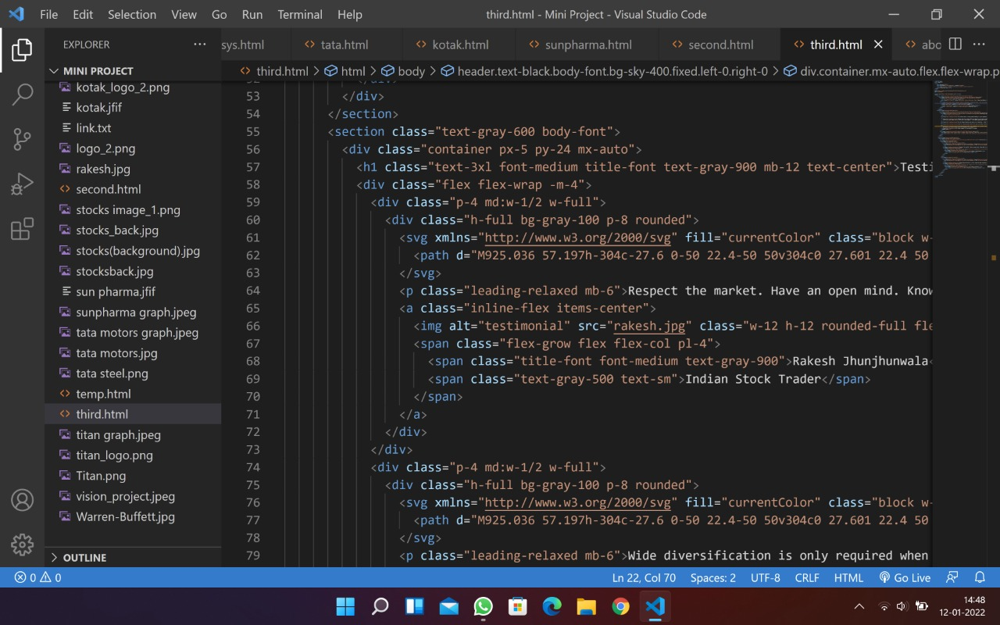 File Edit Selection View Go Run Terminal Help third.html - Mini Project - Visual Studio Code
EXPLORER ··· sys.html tata.html kotak.html sunpharma.html second.html third.html abo ···
MINI PROJECT
third.html > html > body > header.text-black.body-font.bg-sky-400.fixed.left-0.right-0 > div.container.mx-auto.flex.flex-wrap.p
kotak_logo_2.png
kotak.jfif
link.txt
logo_2.png
rakesh.jpg
second.html
stocks image_1.png
stocks_back.jpg
stocks(background).jpg
stocksback.jpg
sun pharma.jfif
sunpharma graph.jpeg
tata motors graph.jpeg
tata motors.jpg
tata steel.png
temp.html
third.html
titan graph.jpeg
titan_logo.png
Titan.png
vision_project.jpeg
Warren-Buffett.jpg
OUTLINE
52 </div>
53 </div>
54 </section>
55 <section class="text-gray-600 body-font">
56 <div class="container px-5 py-24 mx-auto">
57 <h1 class="text-3xl font-medium title-font text-gray-900 mb-12 text-center">Testi
58 <div class="flex flex-wrap -m-4">
59 <div class="p-4 md:w-1/2 w-full">
60 <div class="h-full bg-gray-100 p-8 rounded">
61 <svg xmlns="http://www.w3.org/2000/svg" fill="currentColor" class="block w-
62 <path d="M925.036 57.197h-304c-27.6 0-50 22.4-50 50v304c0 27.601 22.4 50
63 </svg>
64 <p class="leading-relaxed mb-6">Respect the market. Have an open mind. Know
65 <a class="inline-flex items-center">
66 <img alt="testimonial" src="rakesh.jpg" class="w-12 h-12 rounded-full fle
67 <span class="flex-grow flex flex-col pl-4">
68 <span class="title-font font-medium text-gray-900">Rakesh Jhunjhunwala<
69 <span class="text-gray-500 text-sm">Indian Stock Trader</span>
70 </span>
71 </a>
72 </div>
73 </div>
74 <div class="p-4 md:w-1/2 w-full">
75 <div class="h-full bg-gray-100 p-8 rounded">
76 <svg xmlns="http://www.w3.org/2000/svg" fill="currentColor" class="block w-
77 <path d="M925.036 57.197h-304c-27.6 0-50 22.4-50 50v304c0 27.601 22.4 50
78 </svg>
79 <p class="leading-relaxed mb-6">Wide diversification is only required when
0 0 Ln 22, Col 70 Spaces: 2 UTF-8 CRLF HTML Go Live
14:48
12-01-2022